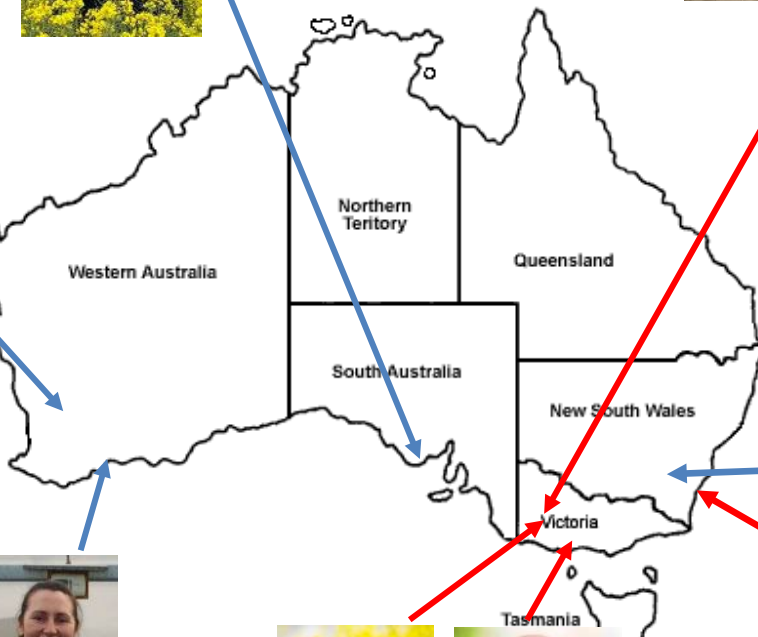 Northern
Teritory
Queensland
Western Australia
South Australia
New South Wales
Victoria
Tasmania